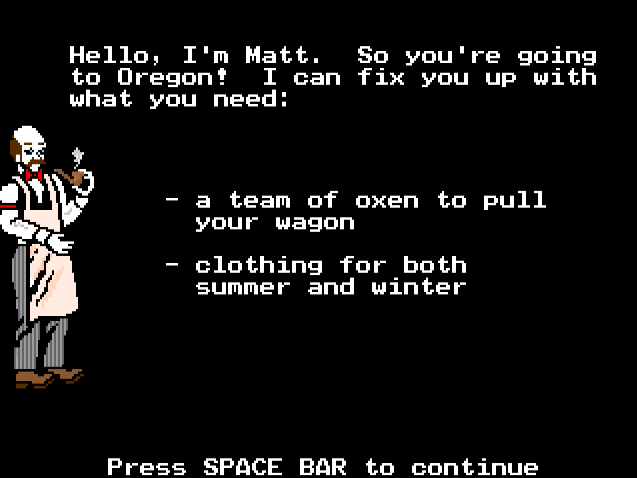 Hello, I'm Matt.  So you're going
to Oregon!  I can fix you up with
what you need:
- a team of oxen to pull
your wagon
- clothing for both
summer and winter
Press SPACE BAR to continue